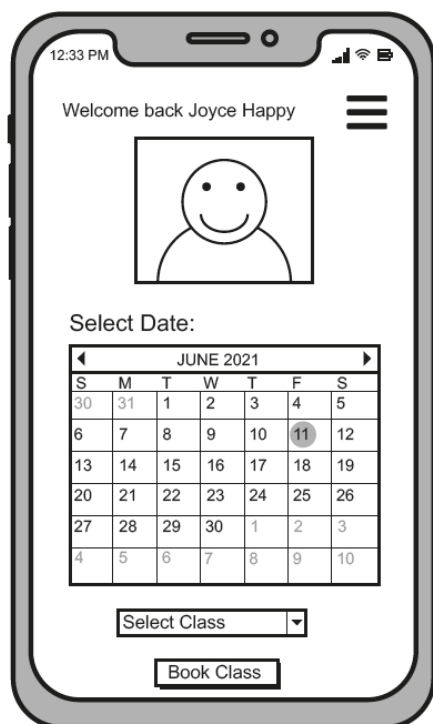 12:33 PM
Welcome back Joyce Happy
Select Date:
JUNE 2021
S M T W T F S
30 31 1 2 3 4 5
6 7 8 9 10 11 12
13 14 15 16 17 18 19
20 21 22 23 24 25 26
27 28 29 30 1 2 3
4 5 6 7 8 9 10
Select Class
Book Class